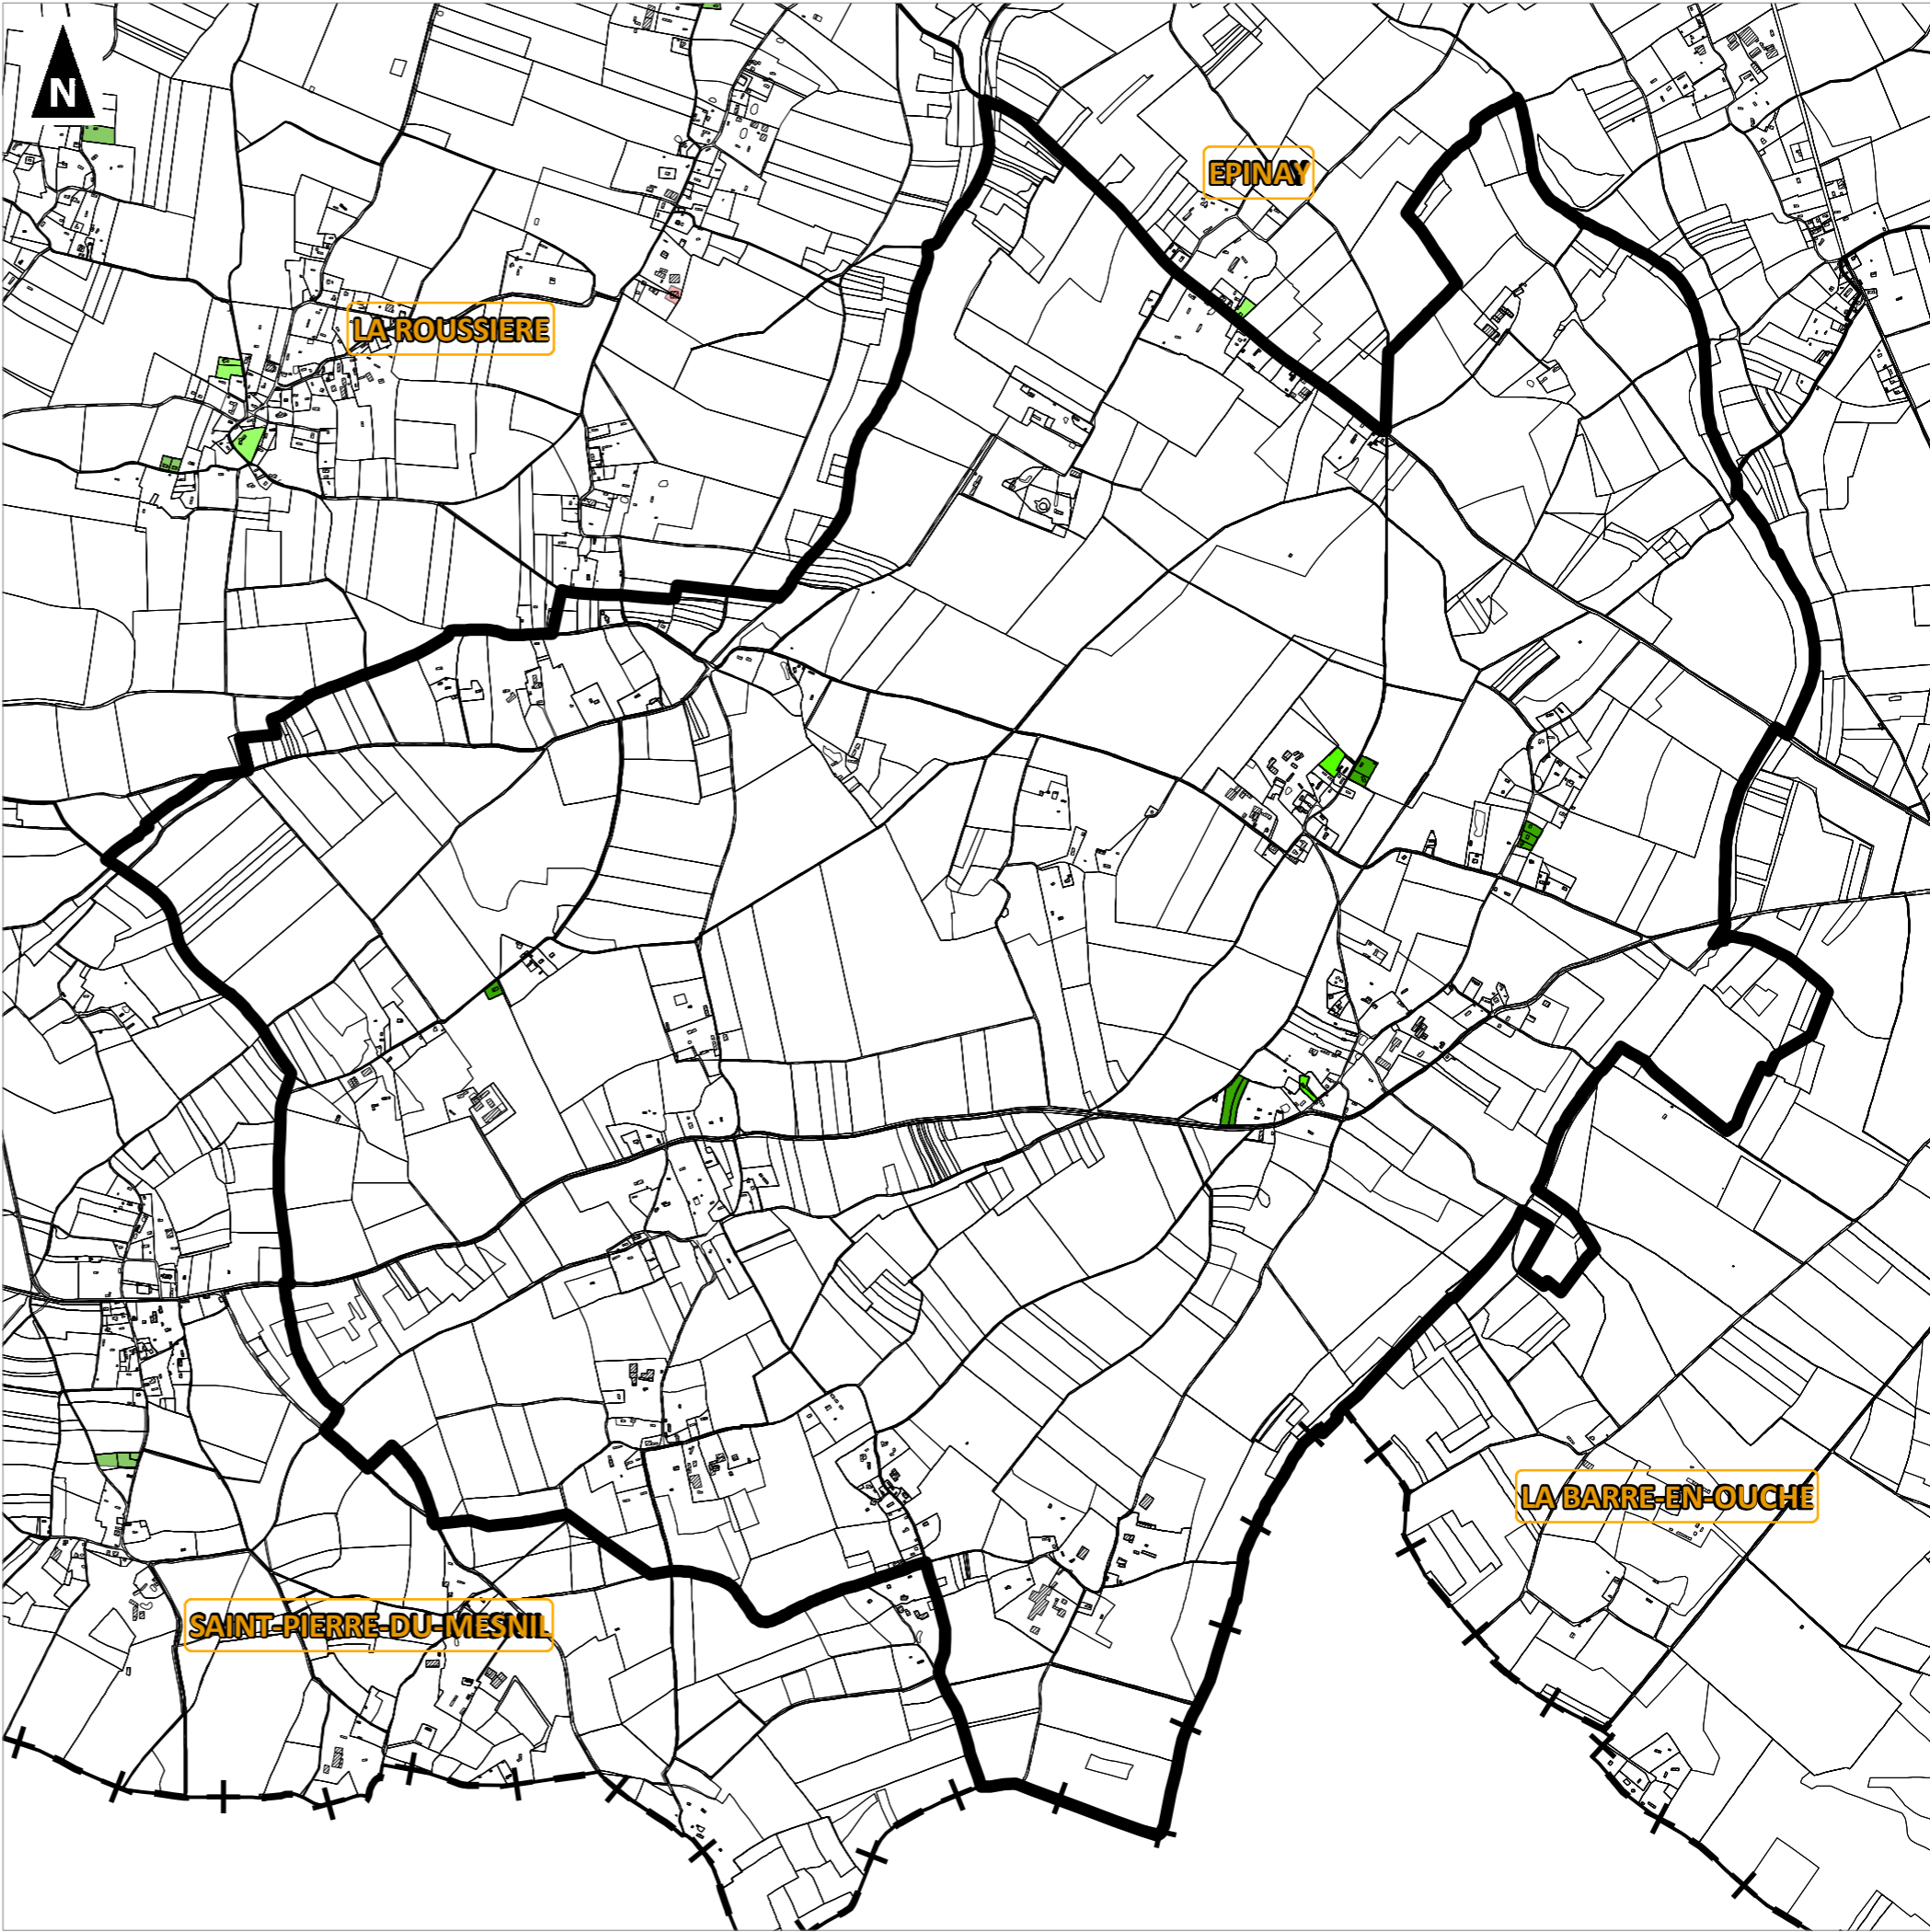 N
EPINAY
LA ROUSSIERE
LA BARRE-EN-OUCHE
SAINT-PIERRE-DU-MESNIL